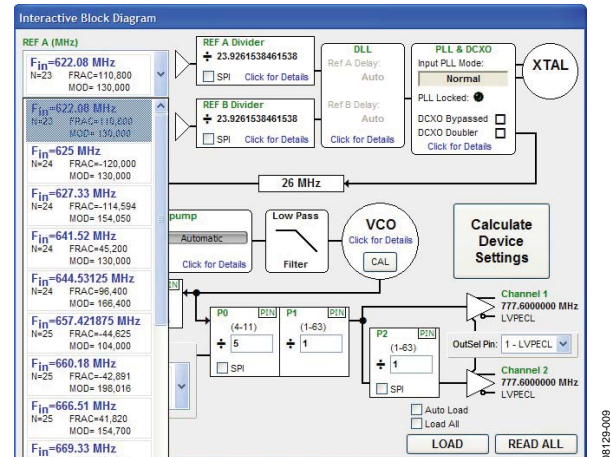 Interactive Block Diagram
REF A (MHz)
Fin=622.08 MHz
N=23 FRAC=110,800
MOD= 130,000
Fin=622.08 MHz
N=23 FRAC=110,800
MOD= 130,000
Fin=625 MHz
N=24 FRAC=-120,000
MOD= 130,000
Fin=627.33 MHz
N=24 FRAC=-114,594
MOD= 154,050
Fin=641.52 MHz
N=24 FRAC=45,200
MOD= 130,000
Fin=644.53125 MHz
N=24 FRAC=96,400
MOD= 166,400
Fin=657.421875 MHz
N=25 FRAC=-44,625
MOD= 104,000
Fin=660.18 MHz
N=25 FRAC=-42,891
MOD= 198,016
Fin=666.51 MHz
N=25 FRAC=41,820
MOD= 154,700
Fin=669.33 MHz
REF A Divider
÷ 23.9261538461538
SPI Click for Details
REF B Divider
÷ 23.9261538461538
SPI Click for Details
DLL
Ref A Delay:
Auto
Ref B Delay:
Auto
Click for Details
PLL & DCXO
Input PLL Mode:
Normal
PLL Locked:
DCXO Bypassed
DCXO Doubler
Click for Details
XTAL
26 MHz
pump
Automatic
Click for Details
Low Pass
Filter
VCO
Click for Details
CAL
Calculate
Device
Settings
P0 PIN
(4-11)
÷ 5
SPI
P1 PIN
(1-63)
÷ 1
P2 PIN
(1-63)
÷ 1
SPI
Channel 1
777.6000000 MHz
LVPECL
OutSel Pin: 1 - LVPECL
Channel 2
777.6000000 MHz
LVPECL
Auto Load
Load All
LOAD
READ ALL
08129-009